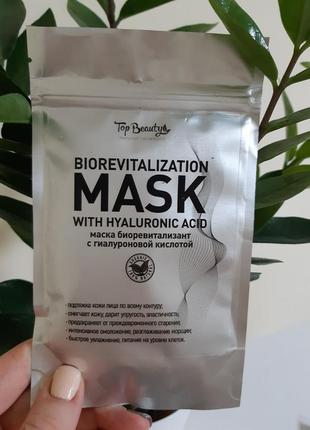 Top Beauty
BIOREVITALIZATION
MASK
WITH HYALURONIC ACID
маска биоревитализант
с гиалуроновой кислотой
· подтяжка кожи лица по всему контуру;
· смягчает кожу, дарит упругость, эластичность;
· предохраняет от преждевременного старения;
· интенсивное омоложение, разглаживание морщин;
· быстрое увлажнение, питание на уровне клеток.